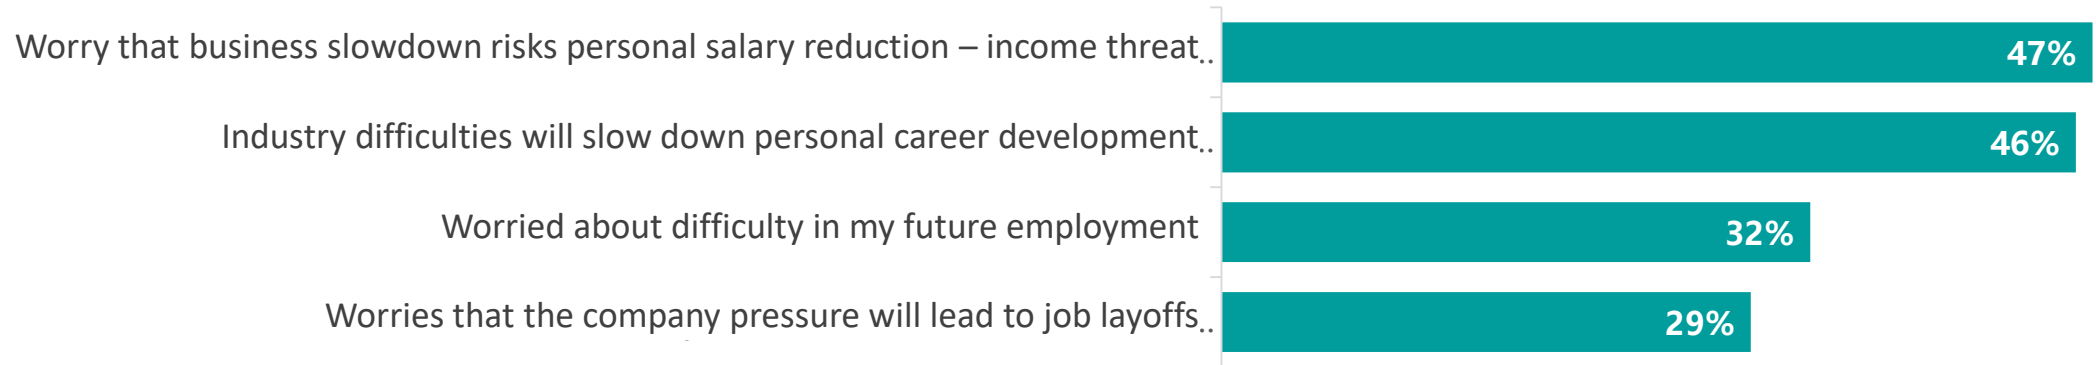 Worry that business slowdown risks personal salary reduction – income threat..
47%
Industry difficulties will slow down personal career development..
46%
Worried about difficulty in my future employment
32%
Worries that the company pressure will lead to job layoffs..
29%